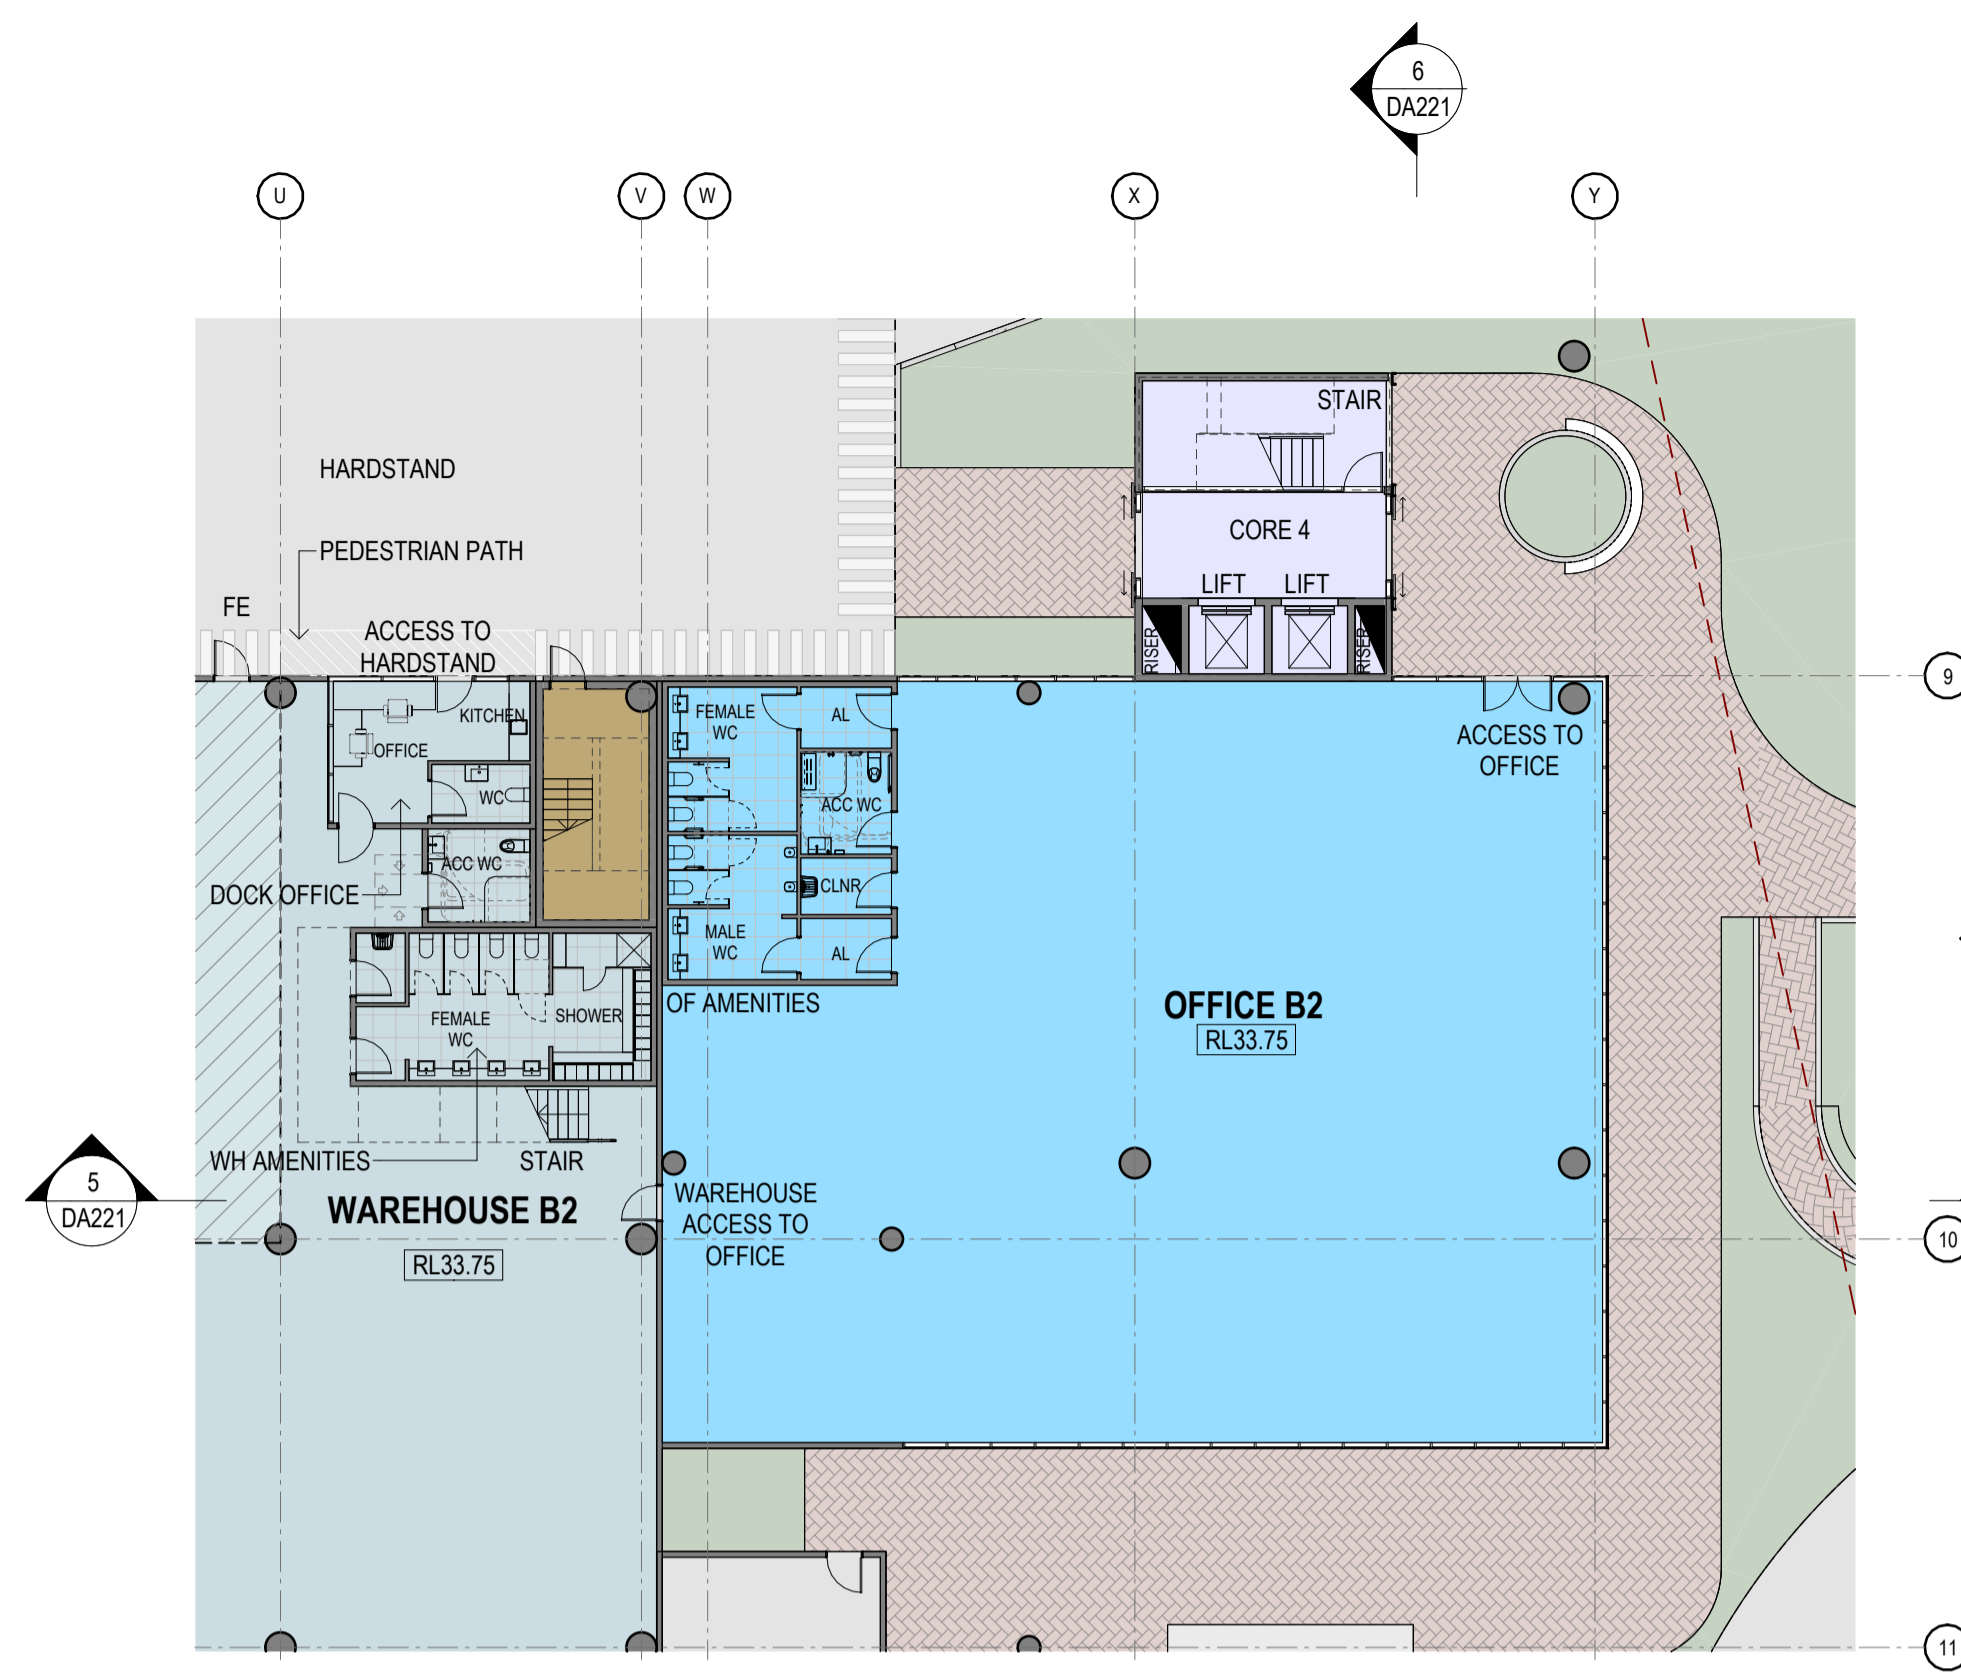 6
DA221
U
V
W
X
Y
STAIR
HARDSTAND
CORE 4
PEDESTRIAN PATH
LIFT
LIFT
FE
ACCESS TO
HARDSTAND
RISER
RISER
9
KITCHEN
OFFICE
FEMALE
WC
AL
ACCESS TO
OFFICE
WC
ACC WC
ACC WC
DOCK OFFICE
CLNR
MALE
WC
AL
OF AMENITIES
FEMALE
WC
SHOWER
OFFICE B2
RL33.75
WH AMENITIES
STAIR
5
DA221
WAREHOUSE B2
RL33.75
WAREHOUSE
ACCESS TO
OFFICE
10
11